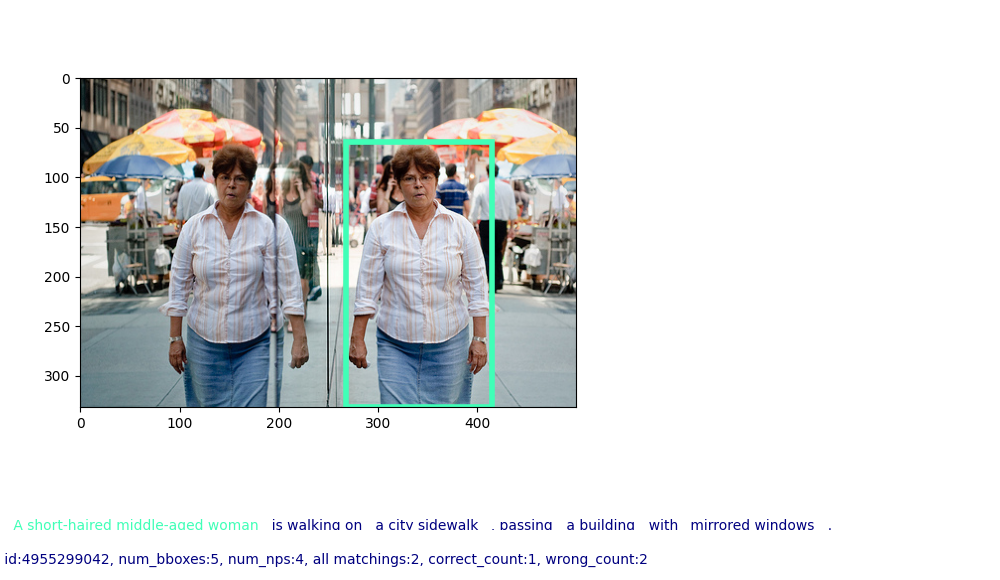 0
50
100
150
200
250
300
0 100 200 300 400
A short-haired middle-aged woman is walking on a city sidewalk , passing a building with mirrored windows .
id:4955299042, num_bboxes:5, num_nps:4, all matchings:2, correct_count:1, wrong_count:2